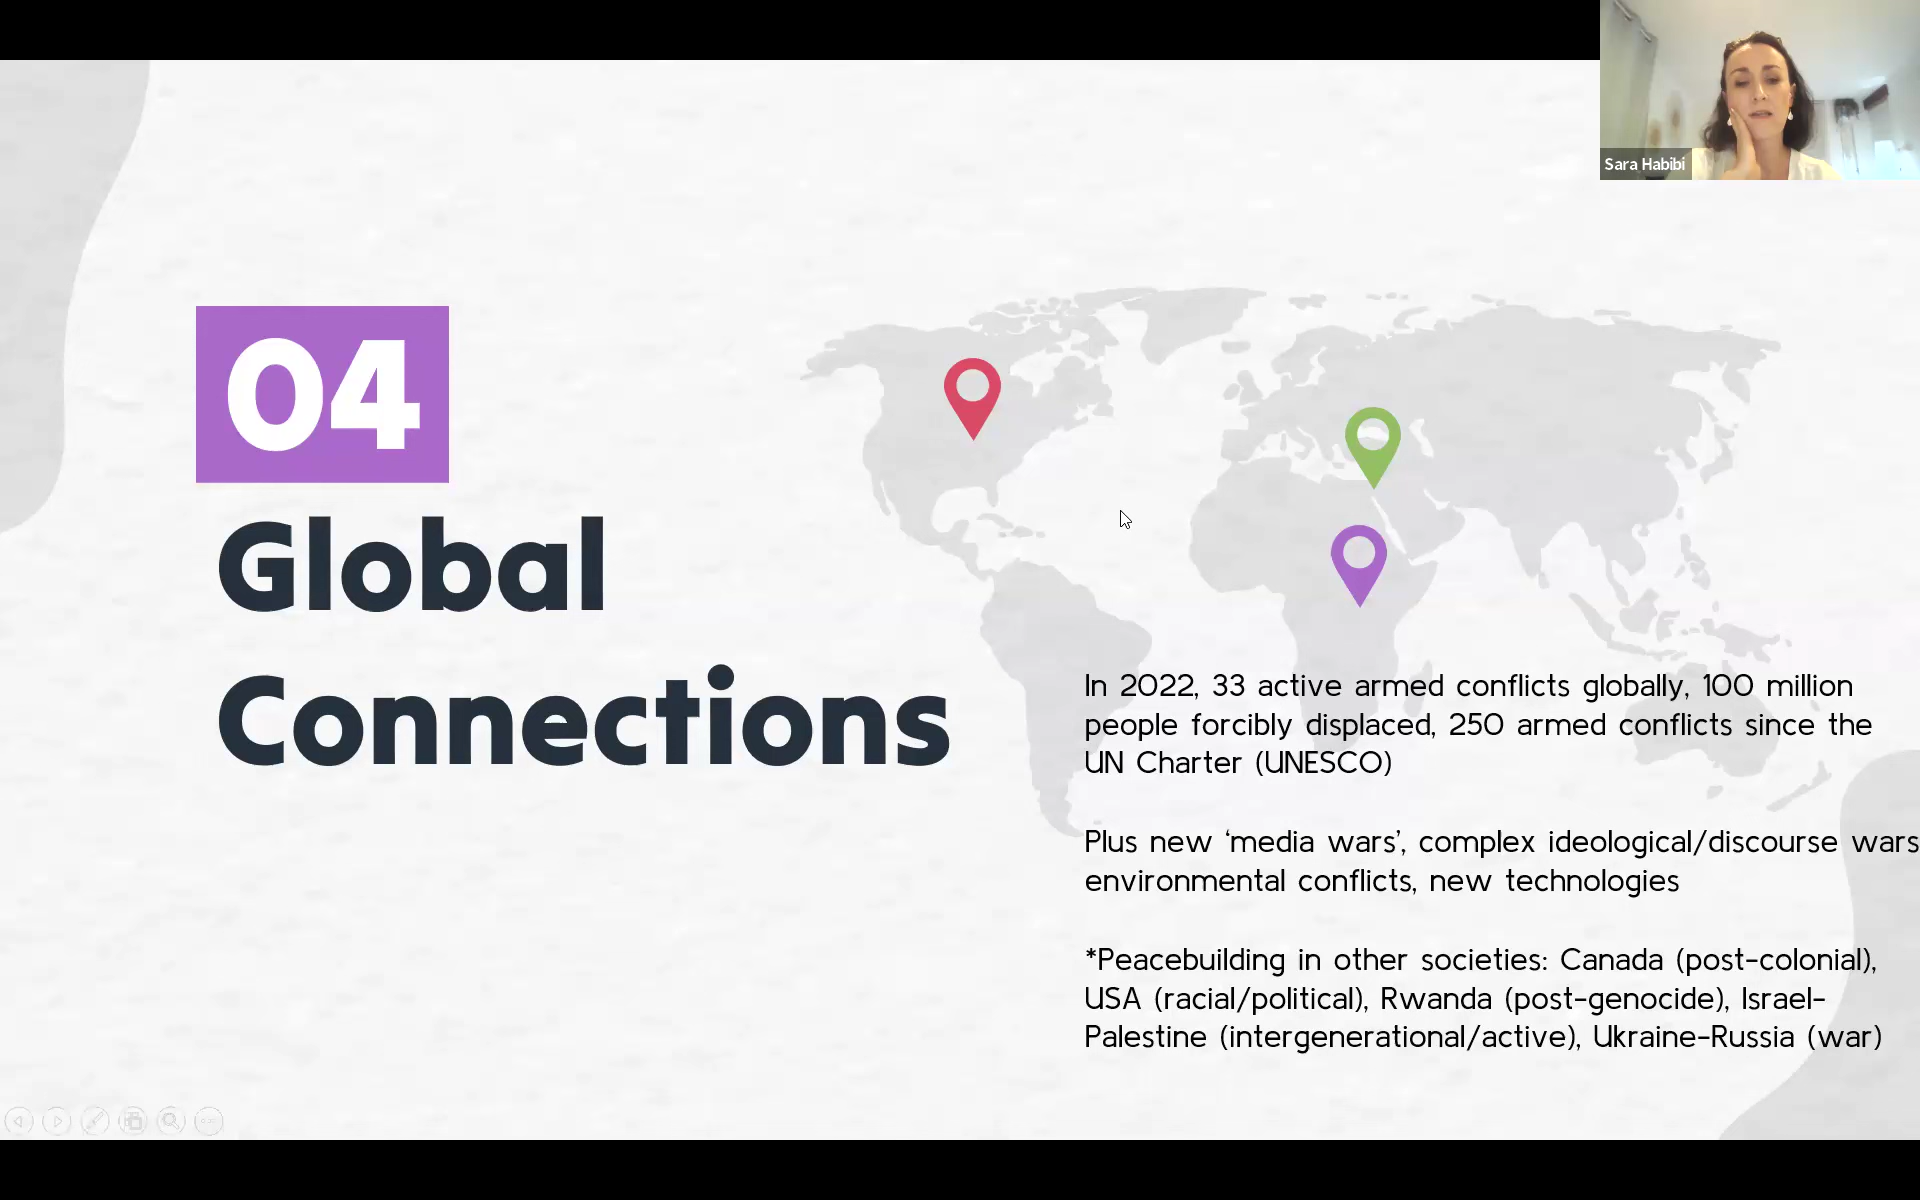 Sara Habibi
04
Global
Connections
In 2022, 33 active armed conflicts globally, 100 million
people forcibly displaced, 250 armed conflicts since the
UN Charter (UNESCO)
Plus new ‘media wars’, complex ideological/discourse wars
environmental conflicts, new technologies
*Peacebuilding in other societies: Canada (post-colonial),
USA (racial/political), Rwanda (post-genocide), Israel-
Palestine (intergenerational/active), Ukraine-Russia (war)